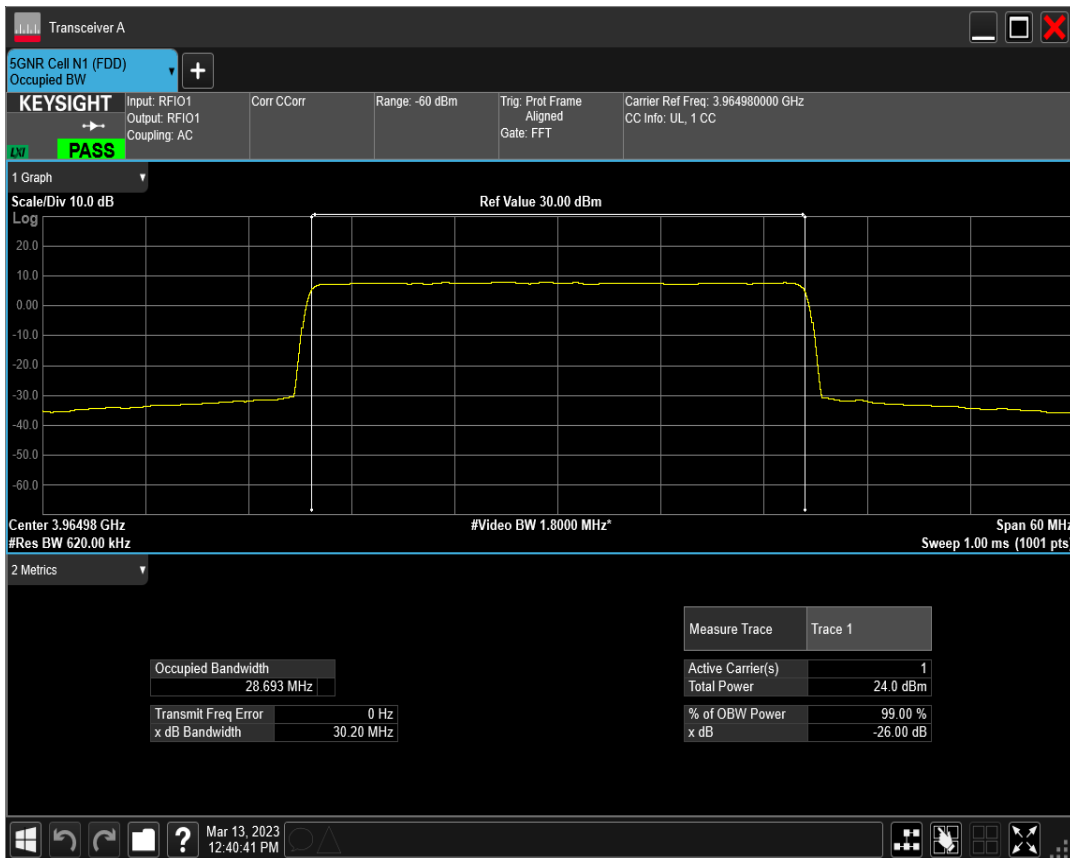 Transceiver A
5GNR Cell N1 (FDD)
Occupied BW
+
KEYSIGHT
LXI
PASS
Input: RFIO1
Output: RFIO1
Coupling: AC
Corr CCorr
Range: -60 dBm
Trig: Prot Frame
Aligned
Gate: FFT
Carrier Ref Freq: 3.964980000 GHz
CC Info: UL, 1 CC
1 Graph
Scale/Div 10.0 dB
Ref Value 30.00 dBm
Log
20.0
10.0
0.00
-10.0
-20.0
-30.0
-40.0
-50.0
-60.0
Center 3.96498 GHz
#Video BW 1.8000 MHz*
Span 60 MHz
#Res BW 620.00 kHz
Sweep 1.00 ms (1001 pts)
2 Metrics
Measure Trace Trace 1
Occupied Bandwidth
28.693 MHz
Active Carrier(s) 1
Total Power 24.0 dBm
Transmit Freq Error 0 Hz
x dB Bandwidth 30.20 MHz
% of OBW Power 99.00 %
x dB -26.00 dB
?
Mar 13, 2023
12:40:41 PM